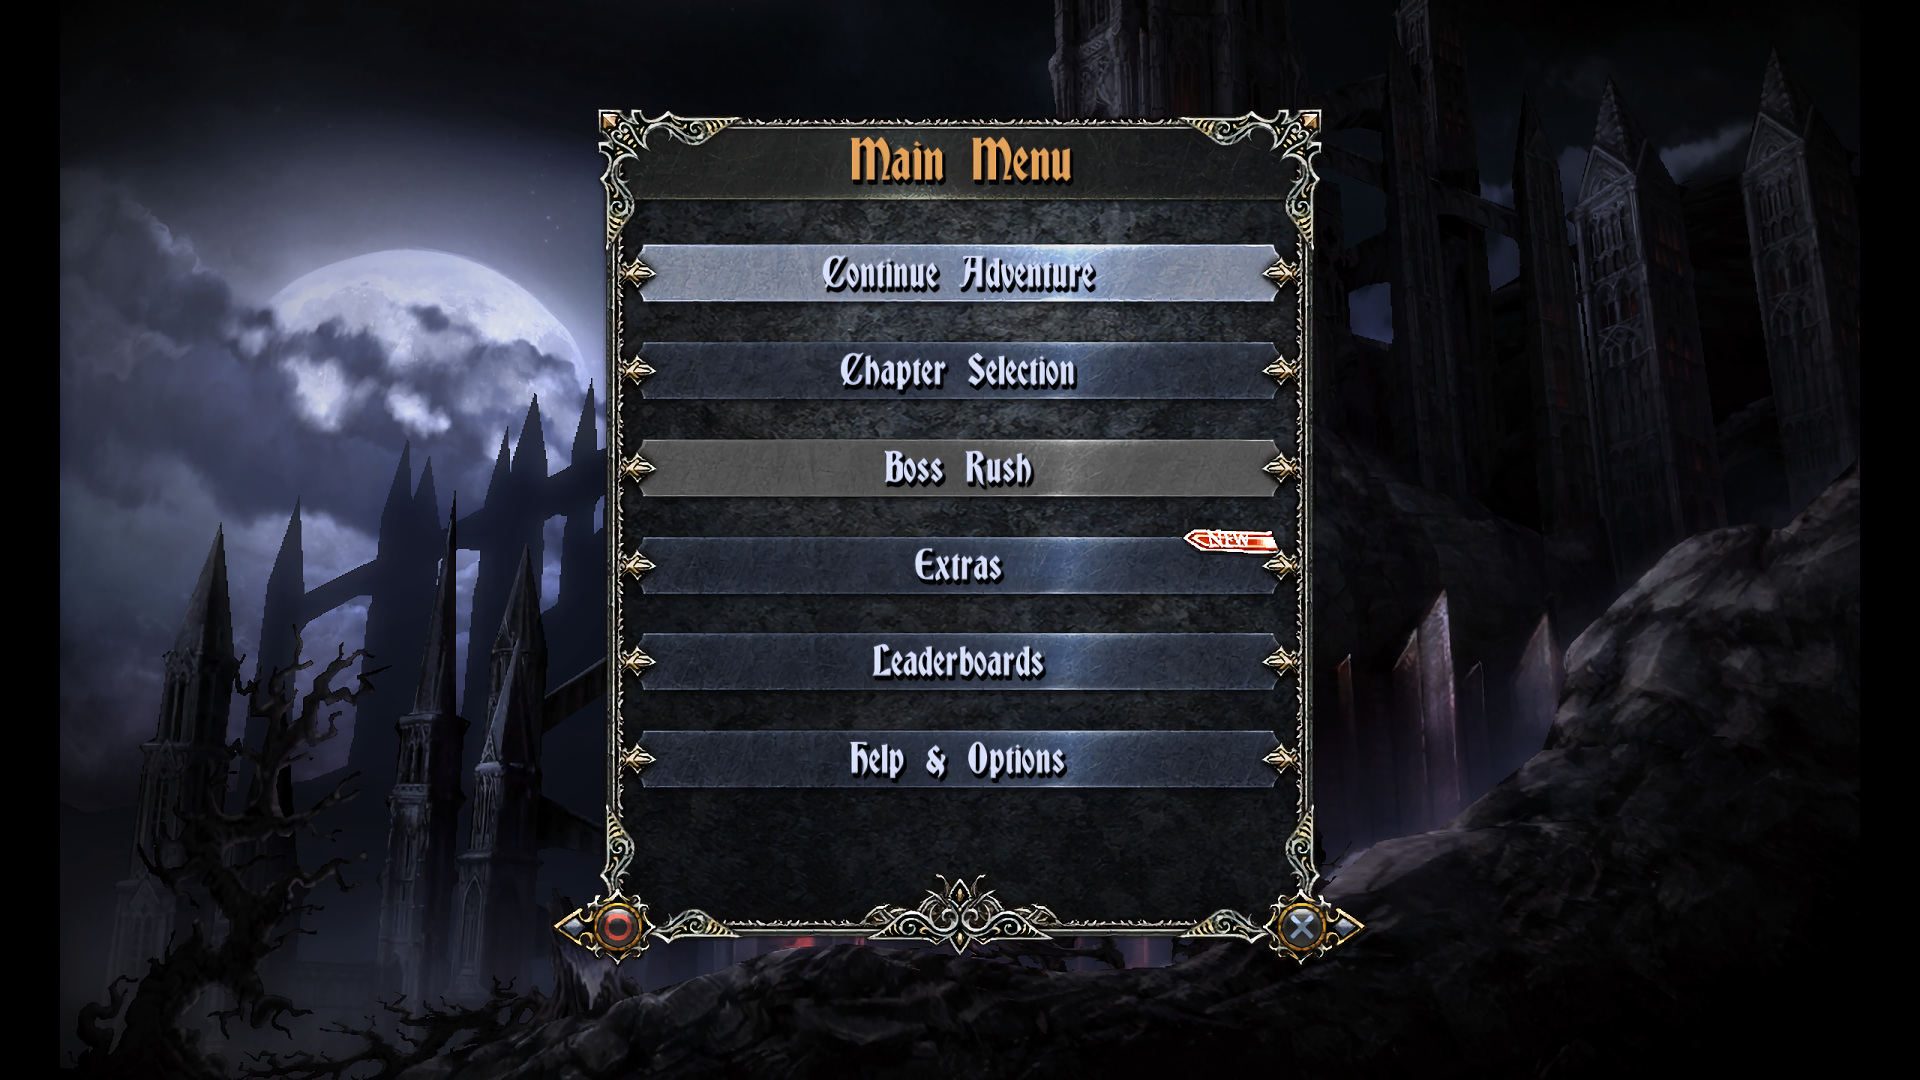 Main Menu
Continue Adventure
Chapter Selection
Boss Rush
New
Extras
Leaderboards
Help & Options